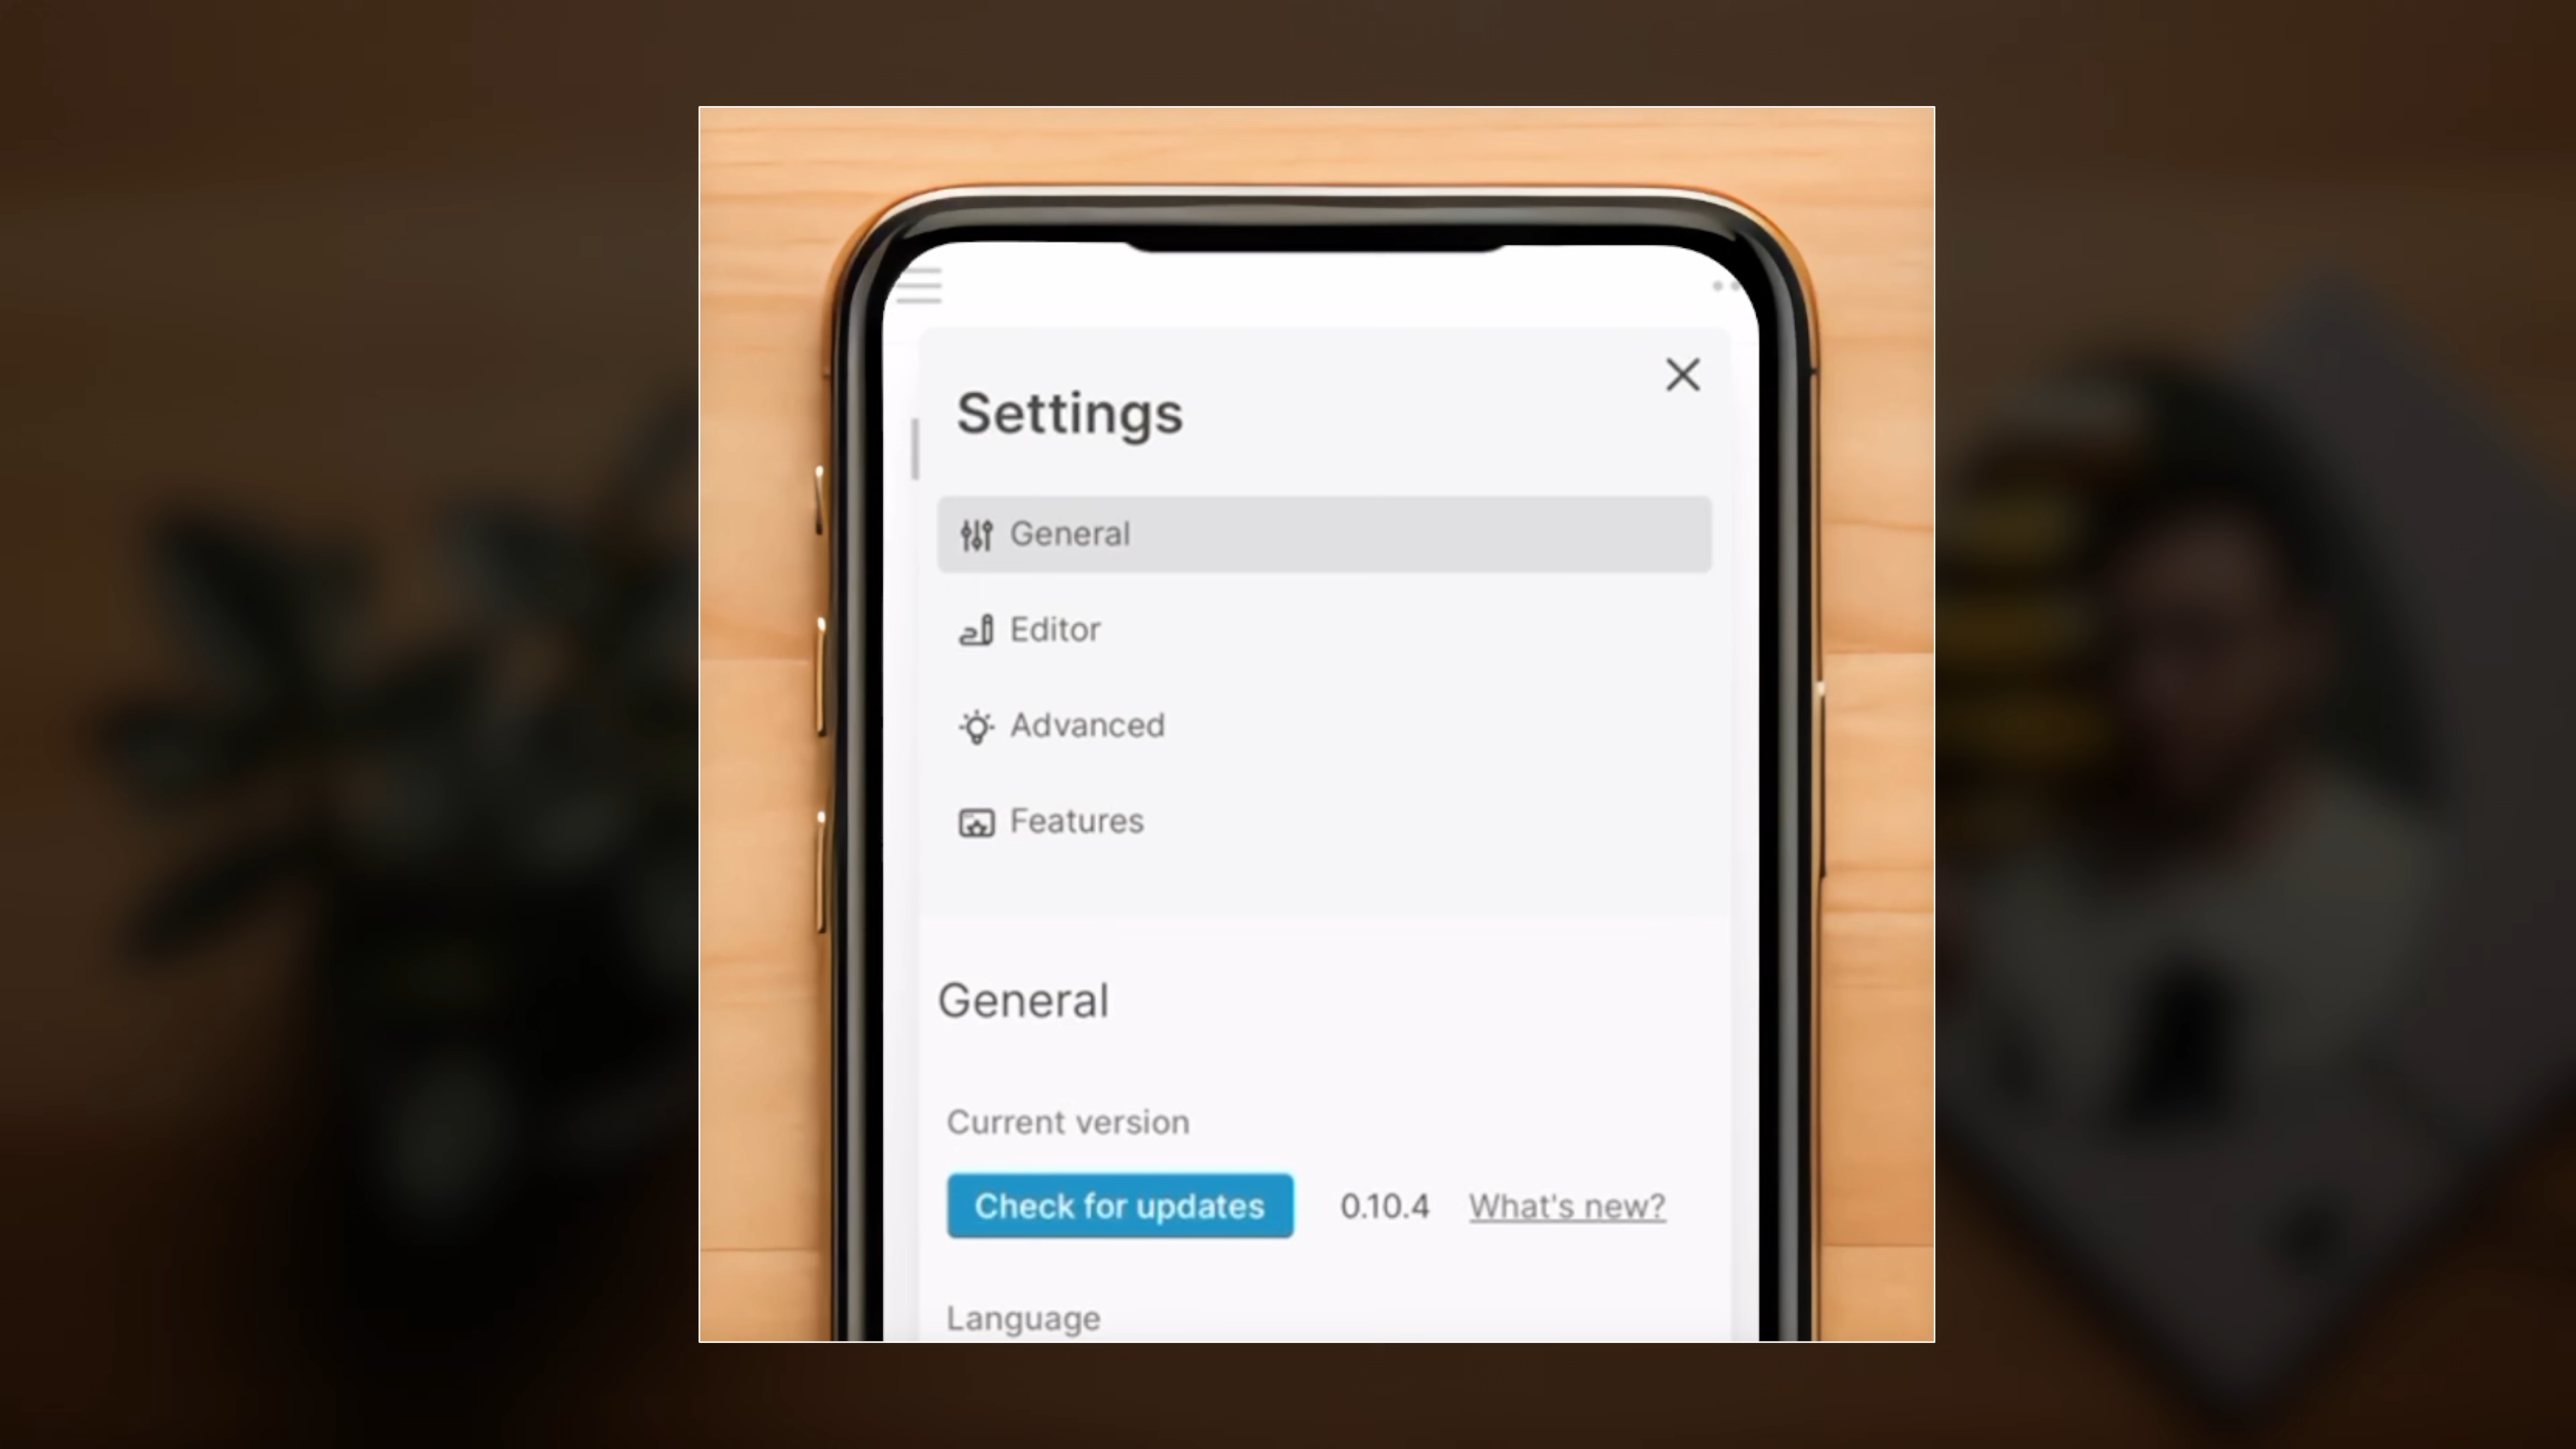 Settings
General
Editor
Advanced
Features
General
Current version
Check for updates 0.10.4 What's new?
Language